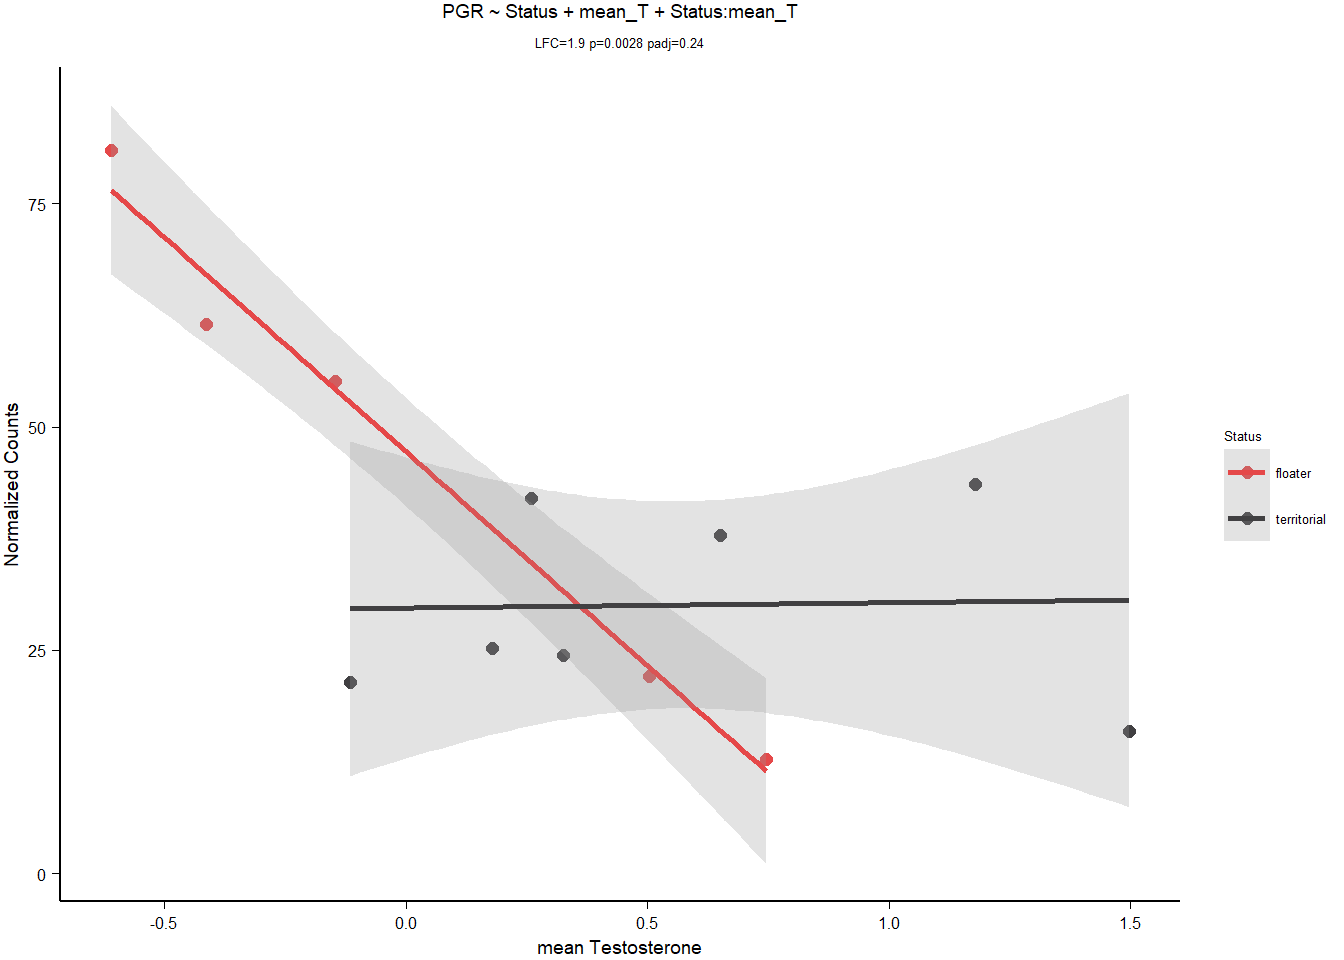 PGR ~ Status + mean_T + Status:mean_T
LFC=1.9 p=0.0028 padj=0.24
Normalized Counts
75
50
25
0
-0.5 0.0 0.5 1.0 1.5
mean Testosterone
Status
floater
territorial